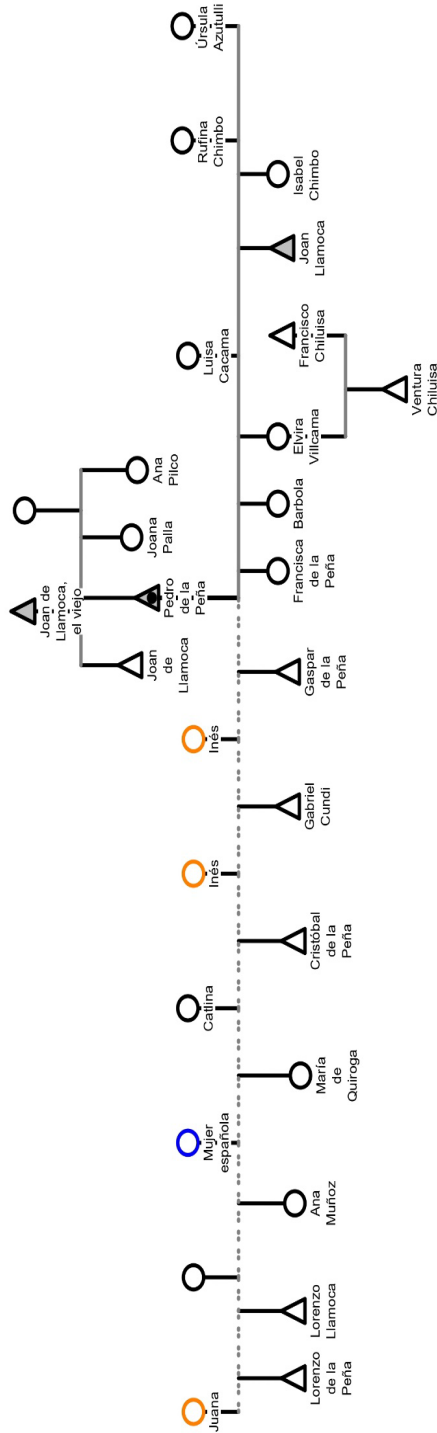 Joan de
Llamoca,
el viejo
Joan
de
Llamoca
Pedro
de la
Peña
Joana
Palla
Ana
Pilco
Juana
Mujer
española
Catlina
Inés
Inés
Luisa
Cacama
Rufina
Chimbo
Úrsula
Azutulli
Lorenzo
de la
Peña
Lorenzo
Llamoca
Ana
Muñoz
María
de
Quiroga
Cristóbal
de la
Peña
Gabriel
Cundi
Gaspar
de la
Peña
Francisca
de la
Peña
Barbola
Elvira
Villcama
Francisco
Chiluisa
Joan
Llamoca
Isabel
Chimbo
Ventura
Chiluisa